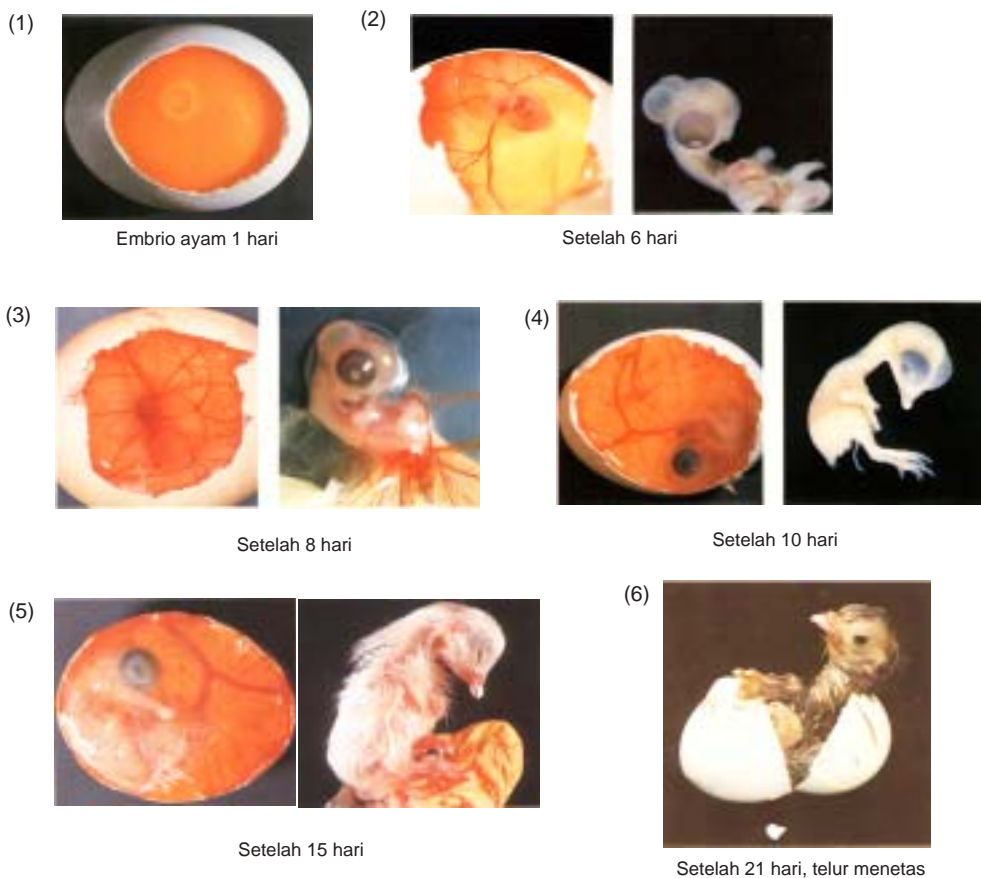 (1)
Embrio ayam 1 hari
(2)
Setelah 6 hari
(3)
Setelah 8 hari
(4)
Setelah 10 hari
(5)
Setelah 15 hari
(6)
Setelah 21 hari, telur menetas